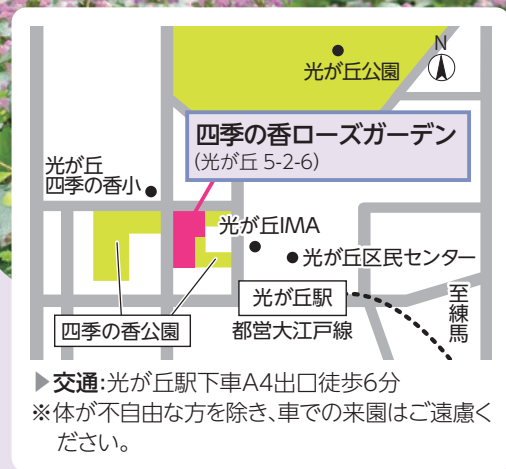 N
光が丘公園
四季の香ローズガーデン
(光が丘 5-2-6)
光が丘
四季の香小
光が丘IMA
光が丘区民センター
光が丘駅
至練馬
四季の香公園
都営大江戸線
▶交通:光が丘駅下車A4出口徒歩6分
※体が不自由な方を除き、車での来園はご遠慮く
ださい。